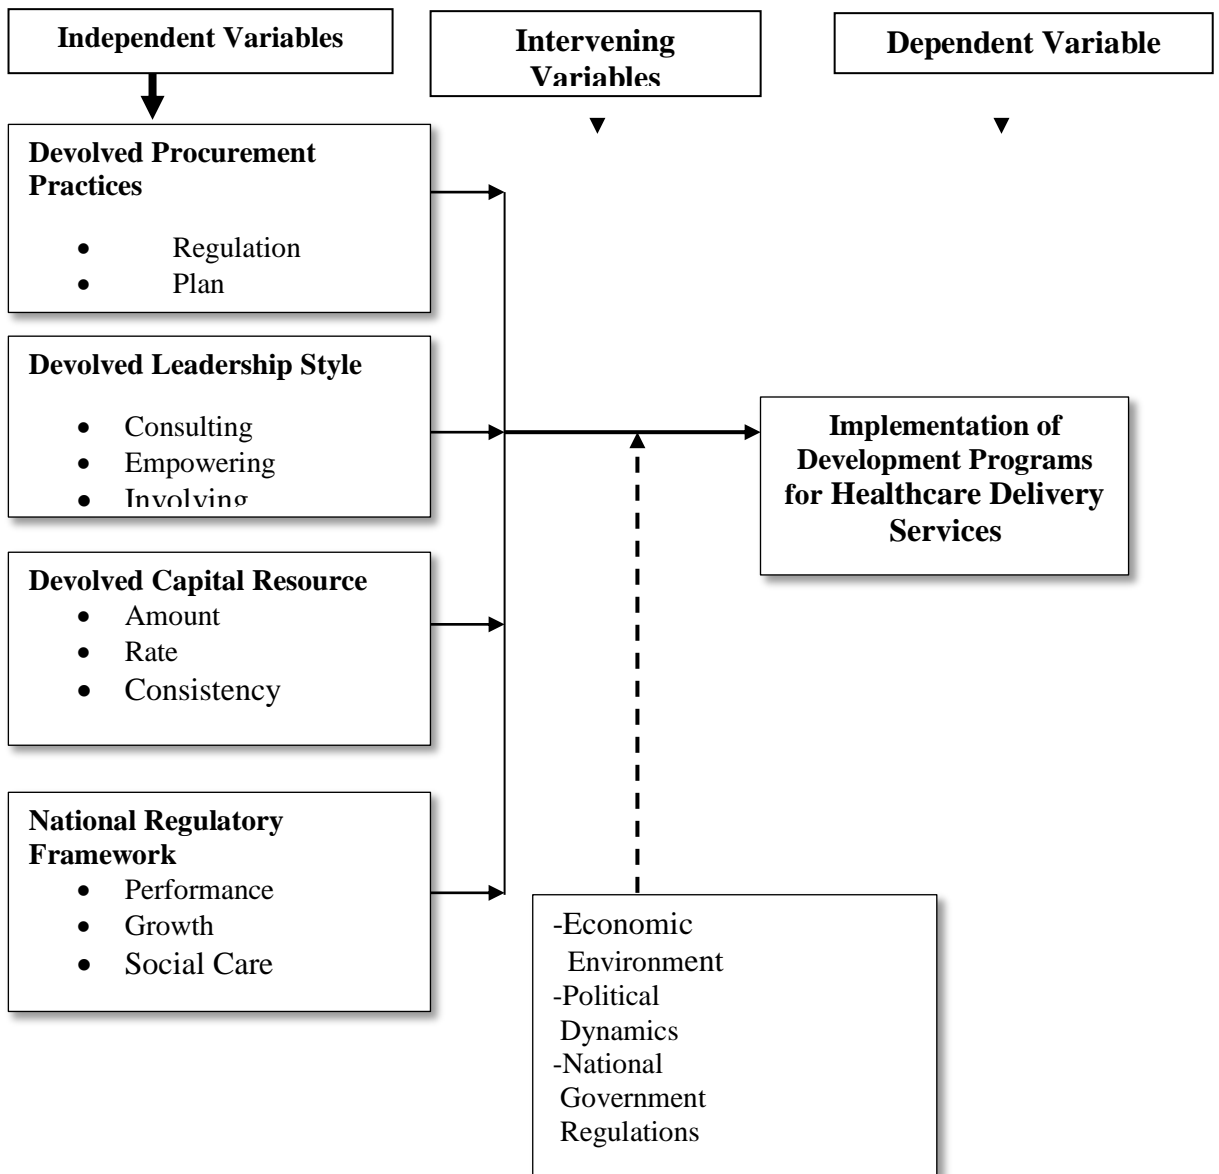 Independent Variables
Intervening
Variables
Dependent Variable
Devolved Procurement
Practices
• Regulation
• Plan
Devolved Leadership Style
• Consulting
• Empowering
• Involving
Devolved Capital Resource
• Amount
• Rate
• Consistency
National Regulatory
Framework
• Performance
• Growth
• Social Care
Implementation of
Development Programs
for Healthcare Delivery
Services
-Economic
Environment
-Political
Dynamics
-National
Government
Regulations